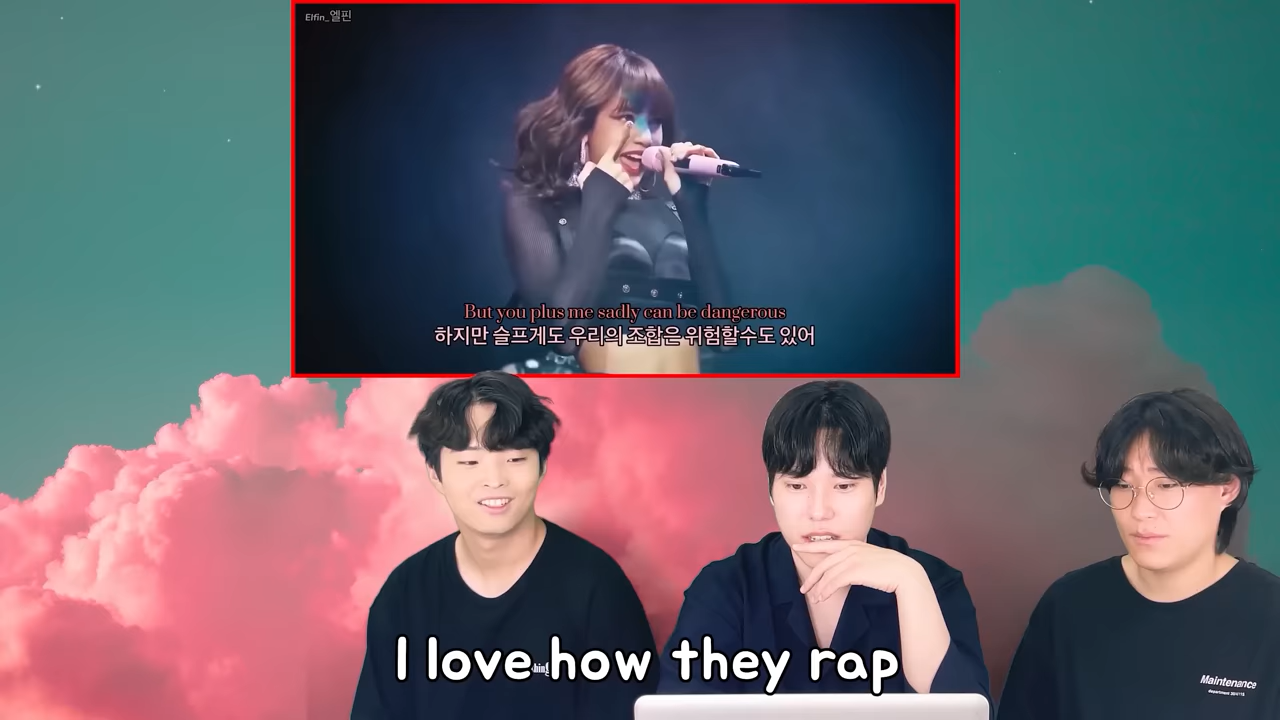 Elfin_엘핀
But you plus me sadly can be dangerous
하지만 슬프게도 우리의 조합은 위험할수도 있어
I love how they rap
Maintenance